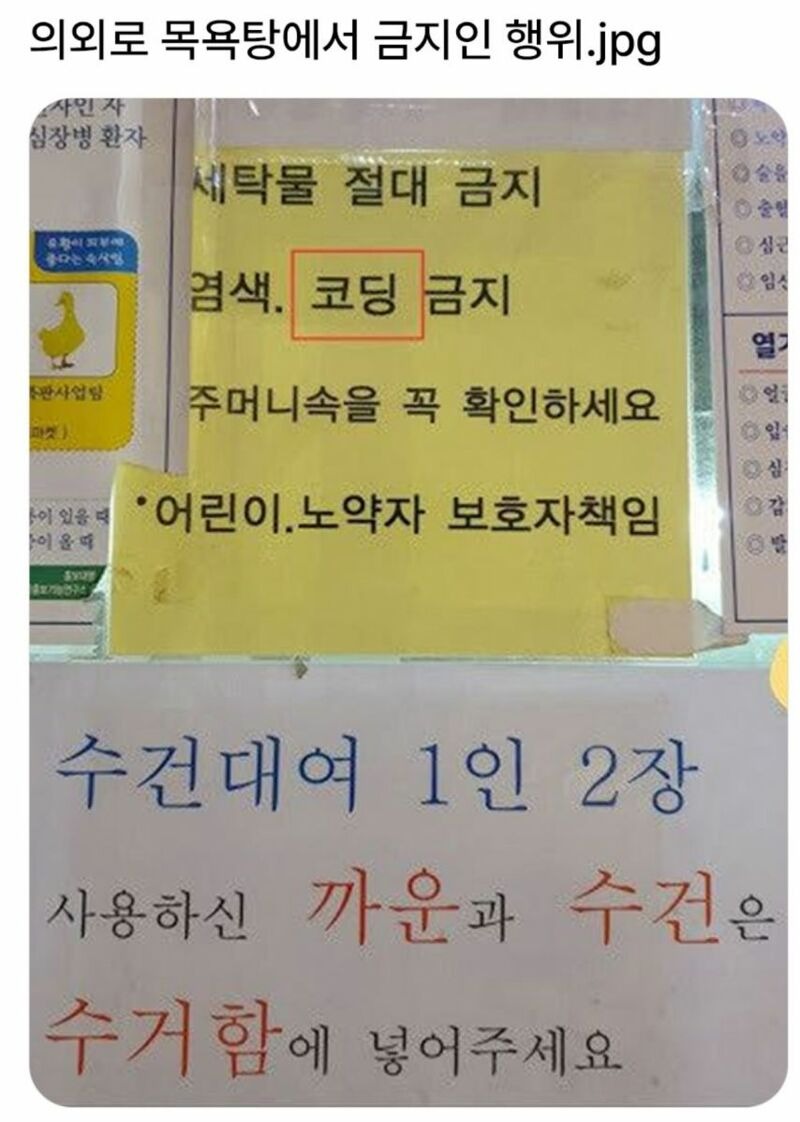 의외로 목욕탕에서 금지인 행위.jpg
심장병 환자
세탁물 절대 금지
염색. 코딩 금지
주머니속을 꼭 확인하세요
•어린이.노약자 보호자책임
수건대여 1인 2장
사용하신 까운과 수건은
수거함에 넣어주세요